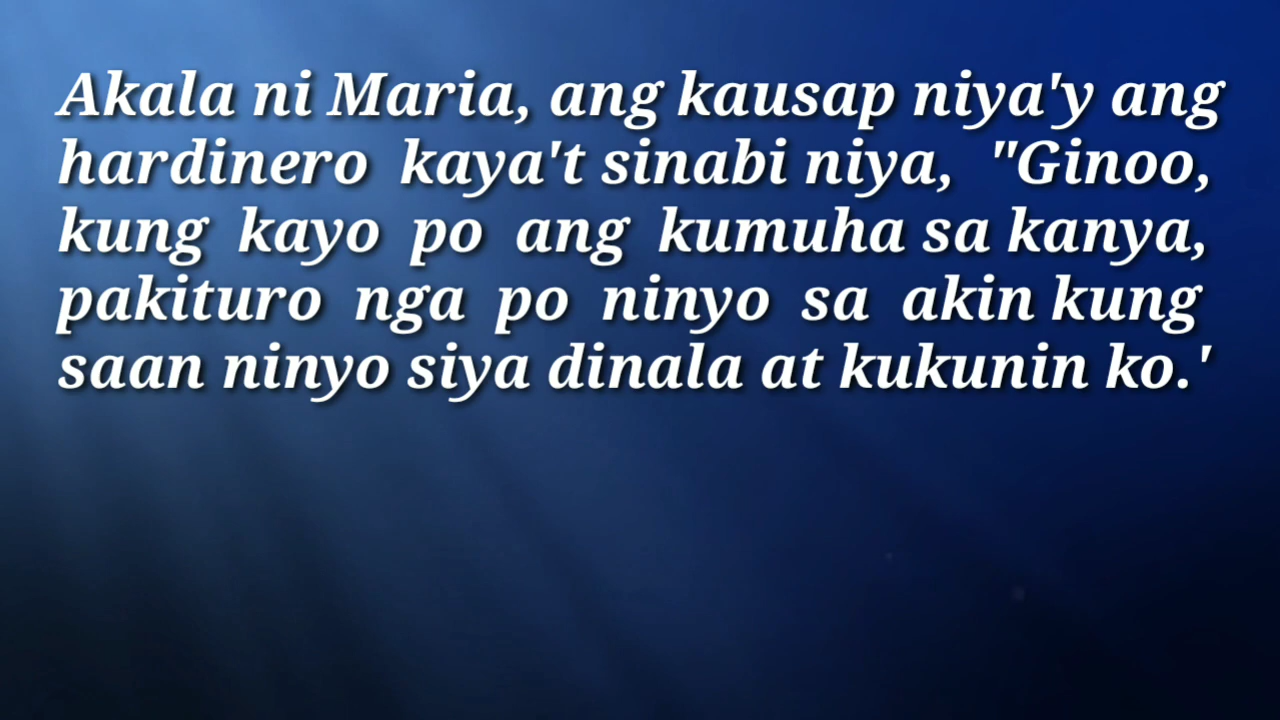 Akala ni Maria, ang kausap niya'y ang
hardinero kaya't sinabi niya, "Ginoo,
kung kayo po ang kumuha sa kanya,
pakituro nga po ninyo sa akin kung
saan ninyo siya dinala at kukunin ko.'